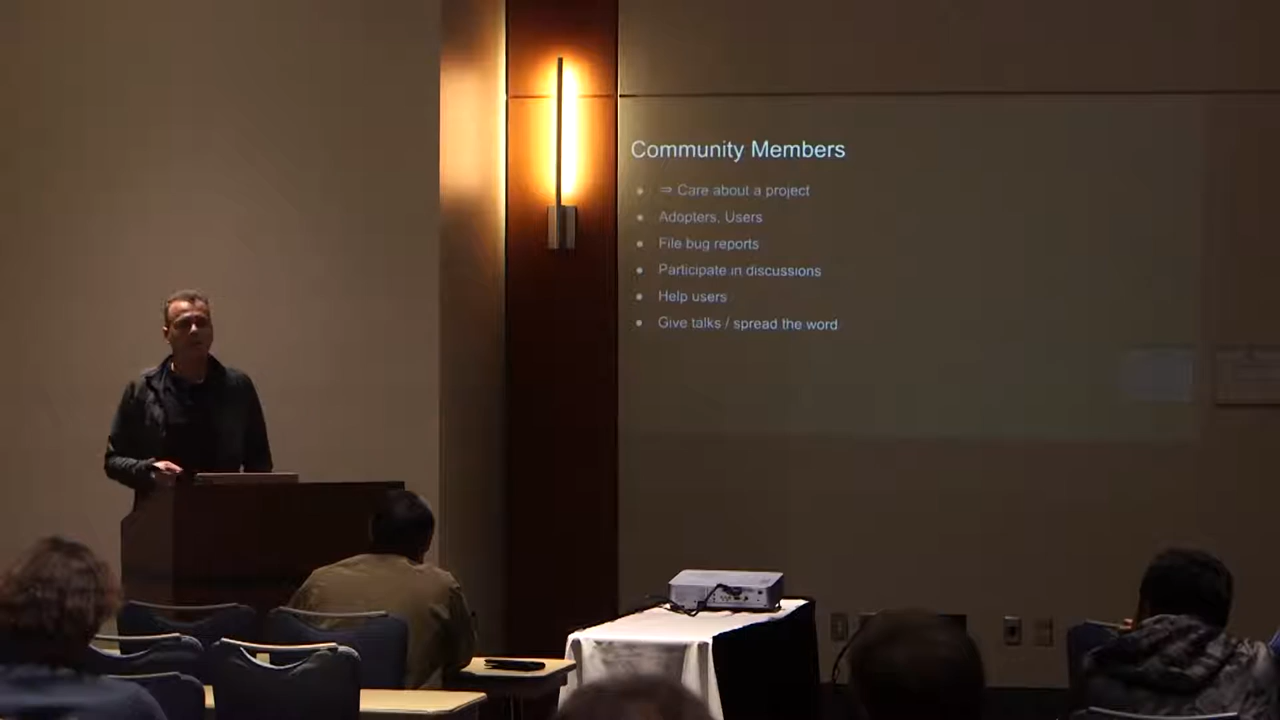 Community Members
⇒ Care about a project
Adopters, Users
File bug reports
Participate in discussions
Help users
Give talks / spread the word